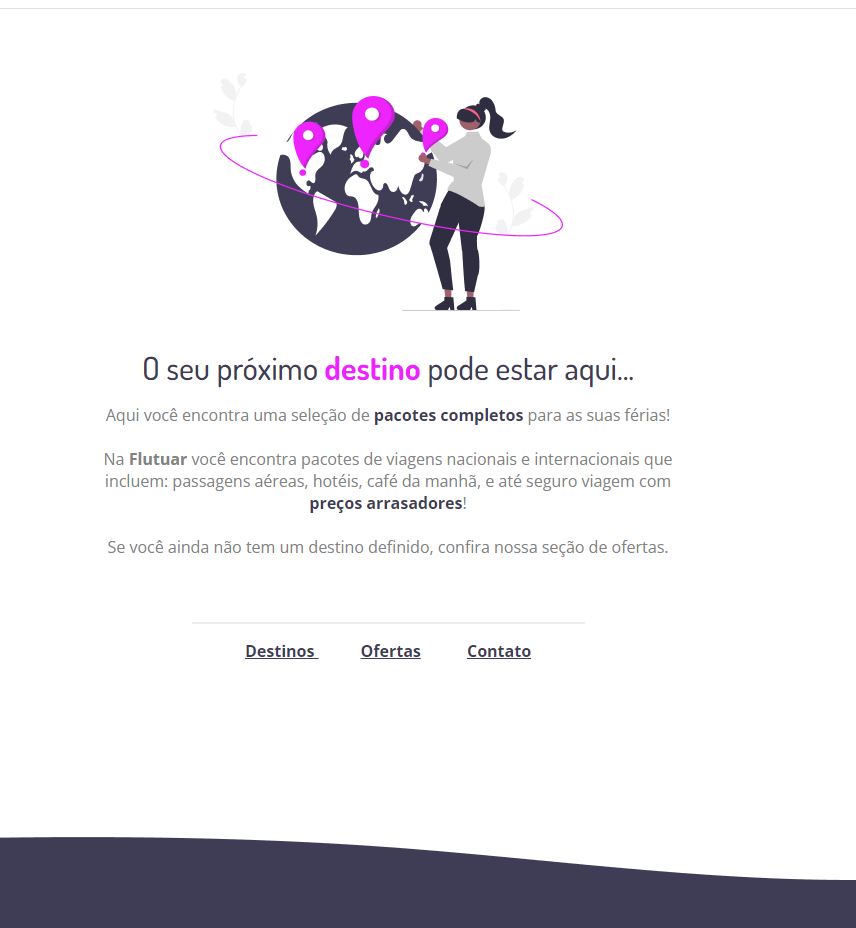 O seu próximo destino pode estar aqui...
Aqui você encontra uma seleção de pacotes completos para as suas férias!
Na Flutuar você encontra pacotes de viagens nacionais e internacionais que
incluem: passagens aéreas, hotéis, café da manhã, e até seguro viagem com
preços arrasadores!
Se você ainda não tem um destino definido, confira nossa seção de ofertas.
Destinos Ofertas Contato